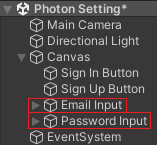 Photon Setting*
Main Camera
Directional Light
Canvas
Sign In Button
Sign Up Button
Email Input
Password Input
EventSystem